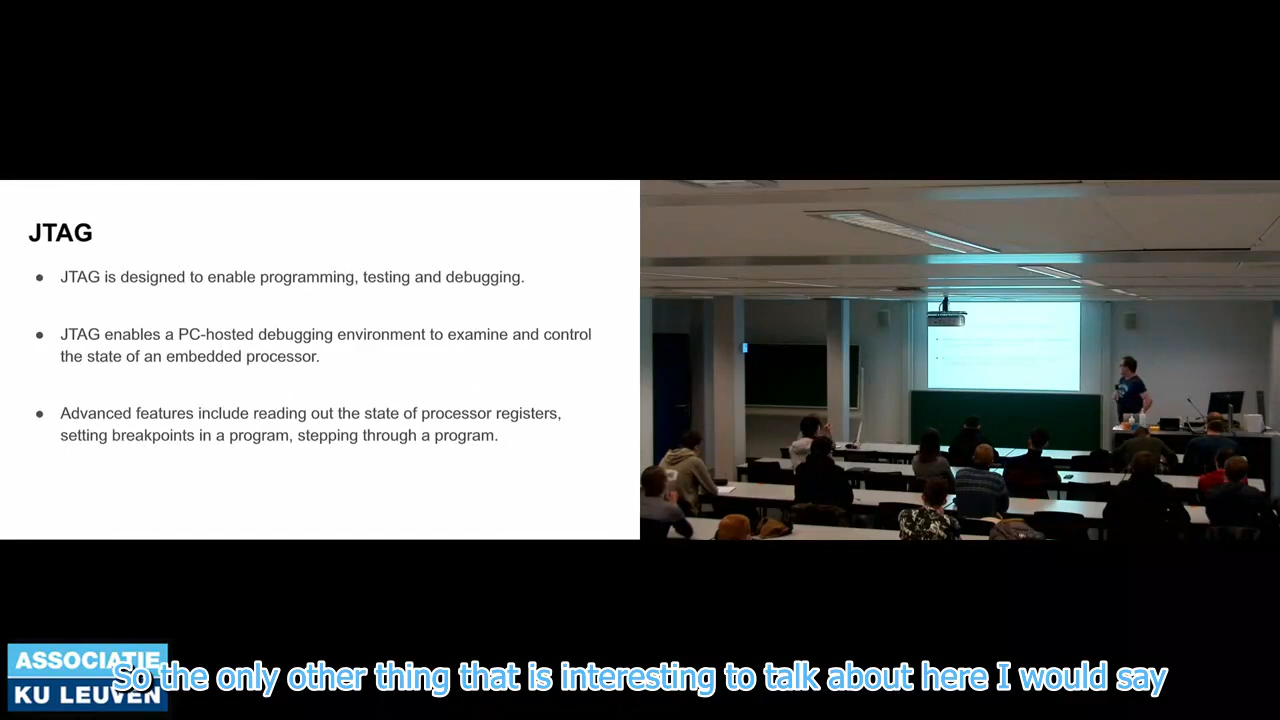 JTAG
● JTAG is designed to enable programming, testing and debugging.
● JTAG enables a PC-hosted debugging environment to examine and control
the state of an embedded processor.
● Advanced features include reading out the state of processor registers,
setting breakpoints in a program, stepping through a program.
ASSOCIATIE
KU LEUVEN
So the only other thing that is interesting to talk about here I would say